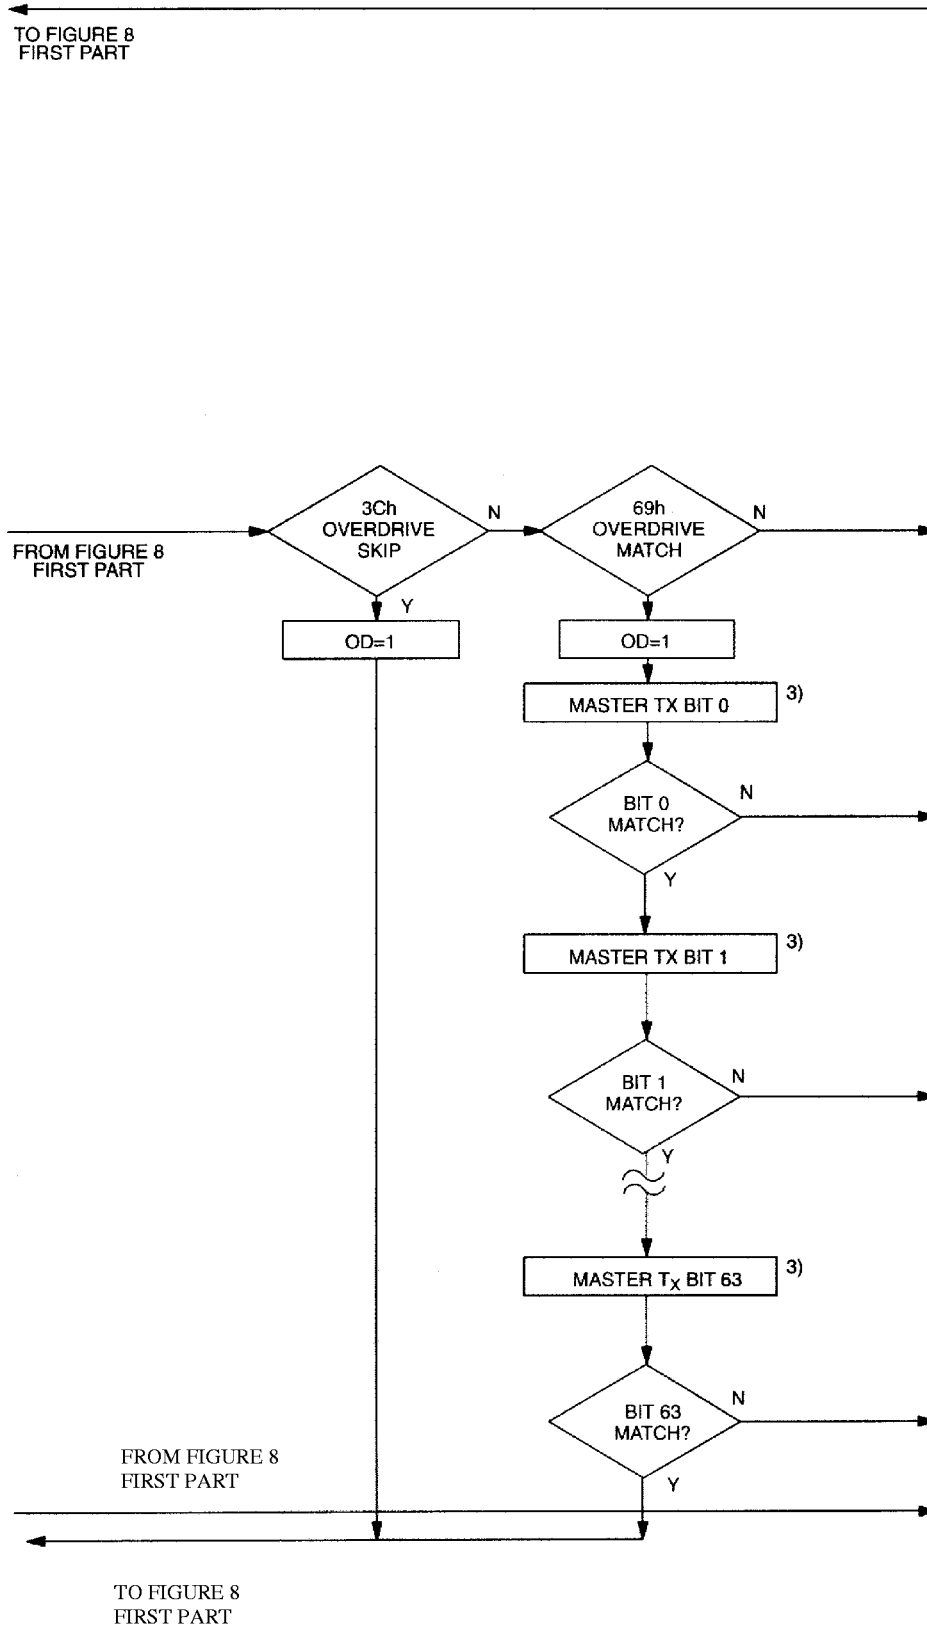 TO FIGURE 8
FIRST PART
3Ch
OVERDRIVE
SKIP
N
69h
OVERDRIVE
MATCH
N
FROM FIGURE 8
FIRST PART
Y
OD=1
OD=1
MASTER TX BIT 0
3)
BIT 0
MATCH?
N
Y
MASTER TX BIT 1
3)
BIT 1
MATCH?
N
Y
MASTER TX BIT 63
3)
BIT 63
MATCH?
N
Y
FROM FIGURE 8
FIRST PART
TO FIGURE 8
FIRST PART